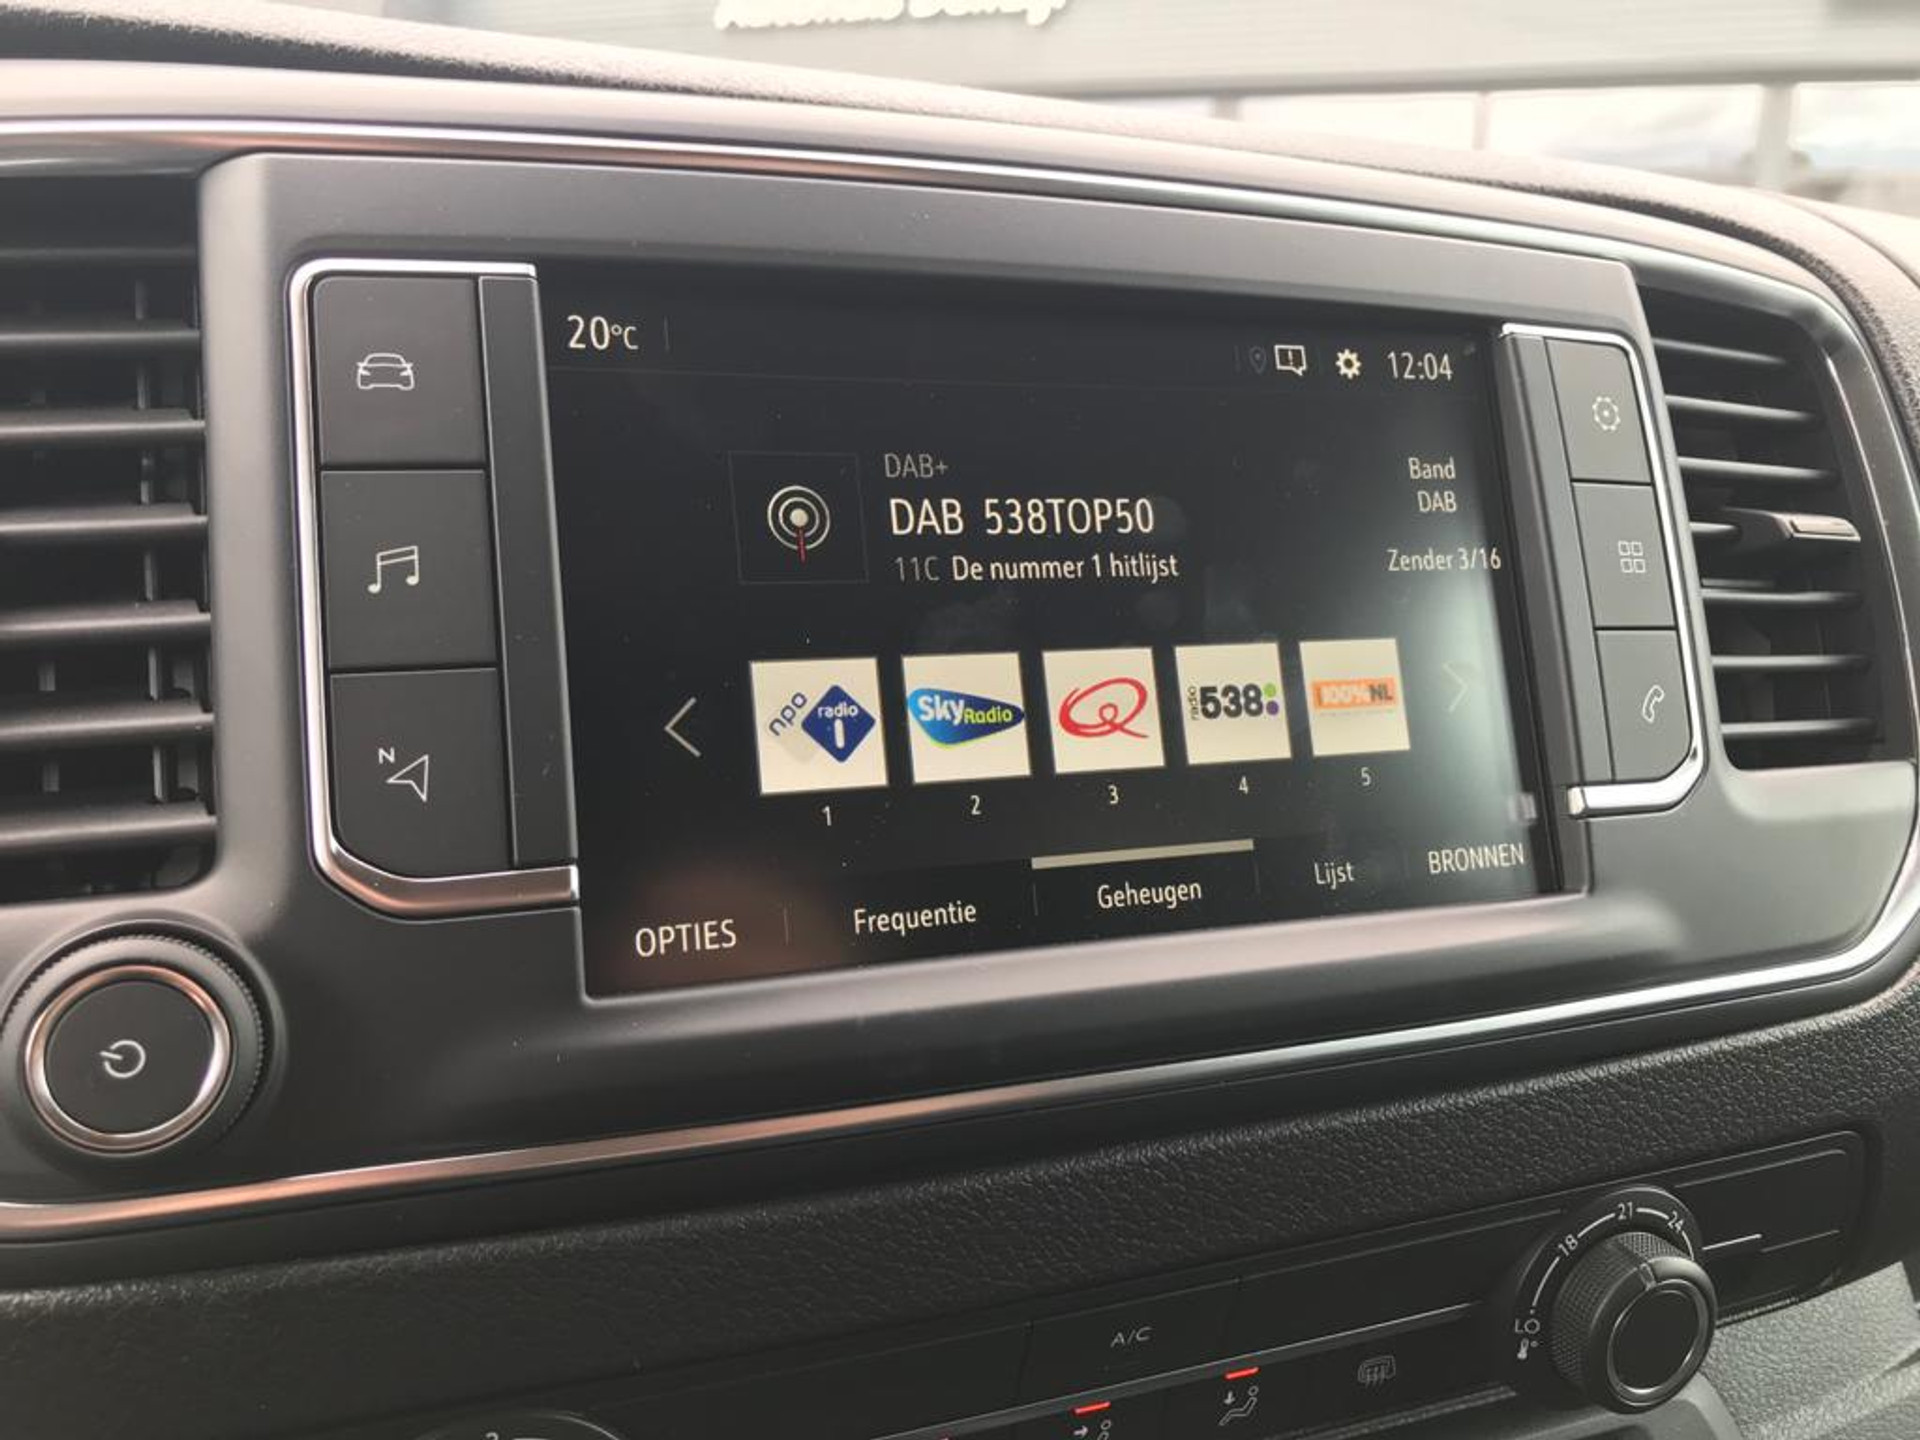 20°C
12:04
DAB+
DAB 538TOP50
11C De nummer 1 hitlijst
Band
DAB
Zender 3/16
npo radio 1
Sky Radio
Q
radio 538
100% NL
1
2
3
4
5
OPTIES
Frequentie
Geheugen
Lijst
BRONNEN
N
18
21
24
LO
A/C